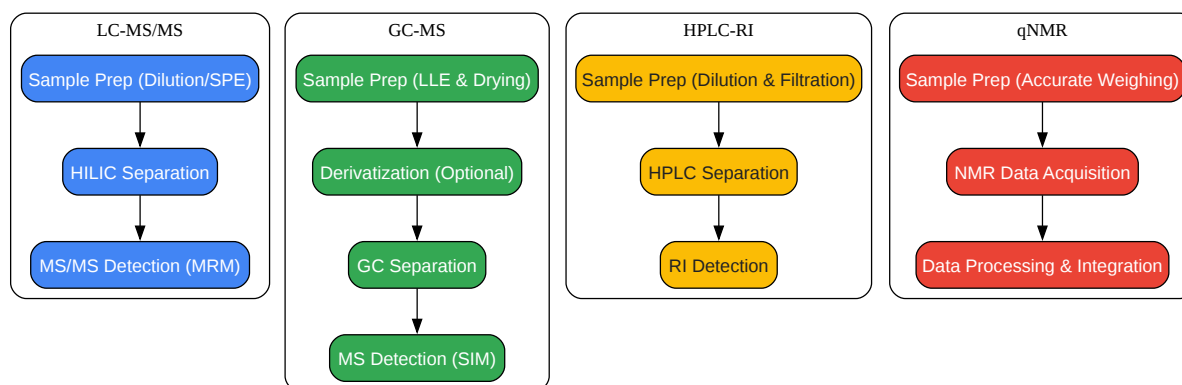 LC-MS/MS
Sample Prep (Dilution/SPE)
HILIC Separation
MS/MS Detection (MRM)
GC-MS
Sample Prep (LLE & Drying)
Derivatization (Optional)
GC Separation
MS Detection (SIM)
HPLC-RI
Sample Prep (Dilution & Filtration)
HPLC Separation
RI Detection
qNMR
Sample Prep (Accurate Weighing)
NMR Data Acquisition
Data Processing & Integration